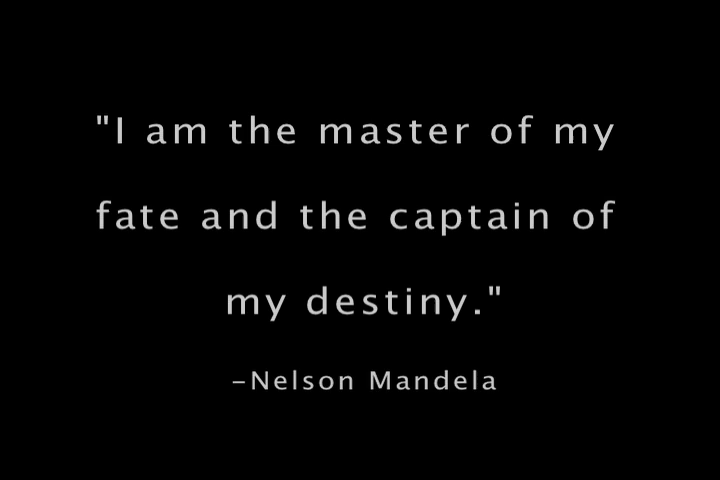 "I am the master of my
fate and the captain of
my destiny."
–Nelson Mandela